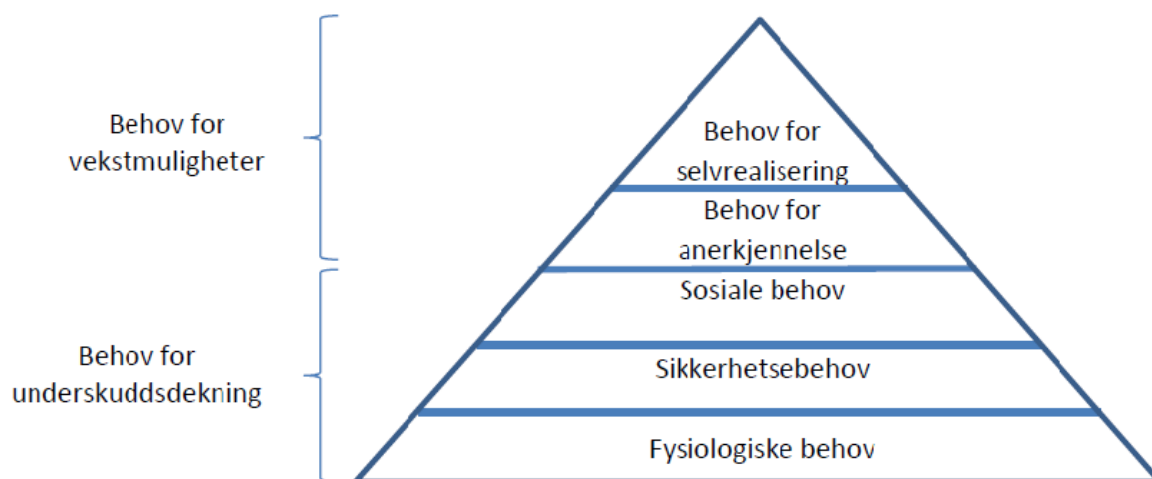 Behov for
vekstmuligheter
Behov for
selvrealisering
Behov for
anerkjennelse
Sosiale behov
Behov for
underskuddsdekning
Sikkerhetsebehov
Fysiologiske behov